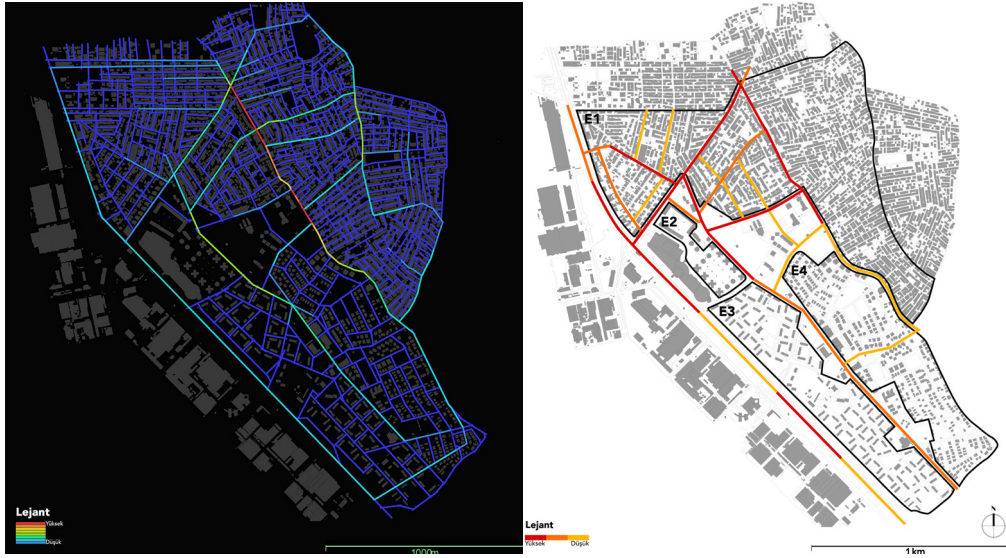 E1
E2
E3
E4
Lejant
Yüksek
Düşük
1000m
Lejant
Yüksek
Düşük
1 km
N